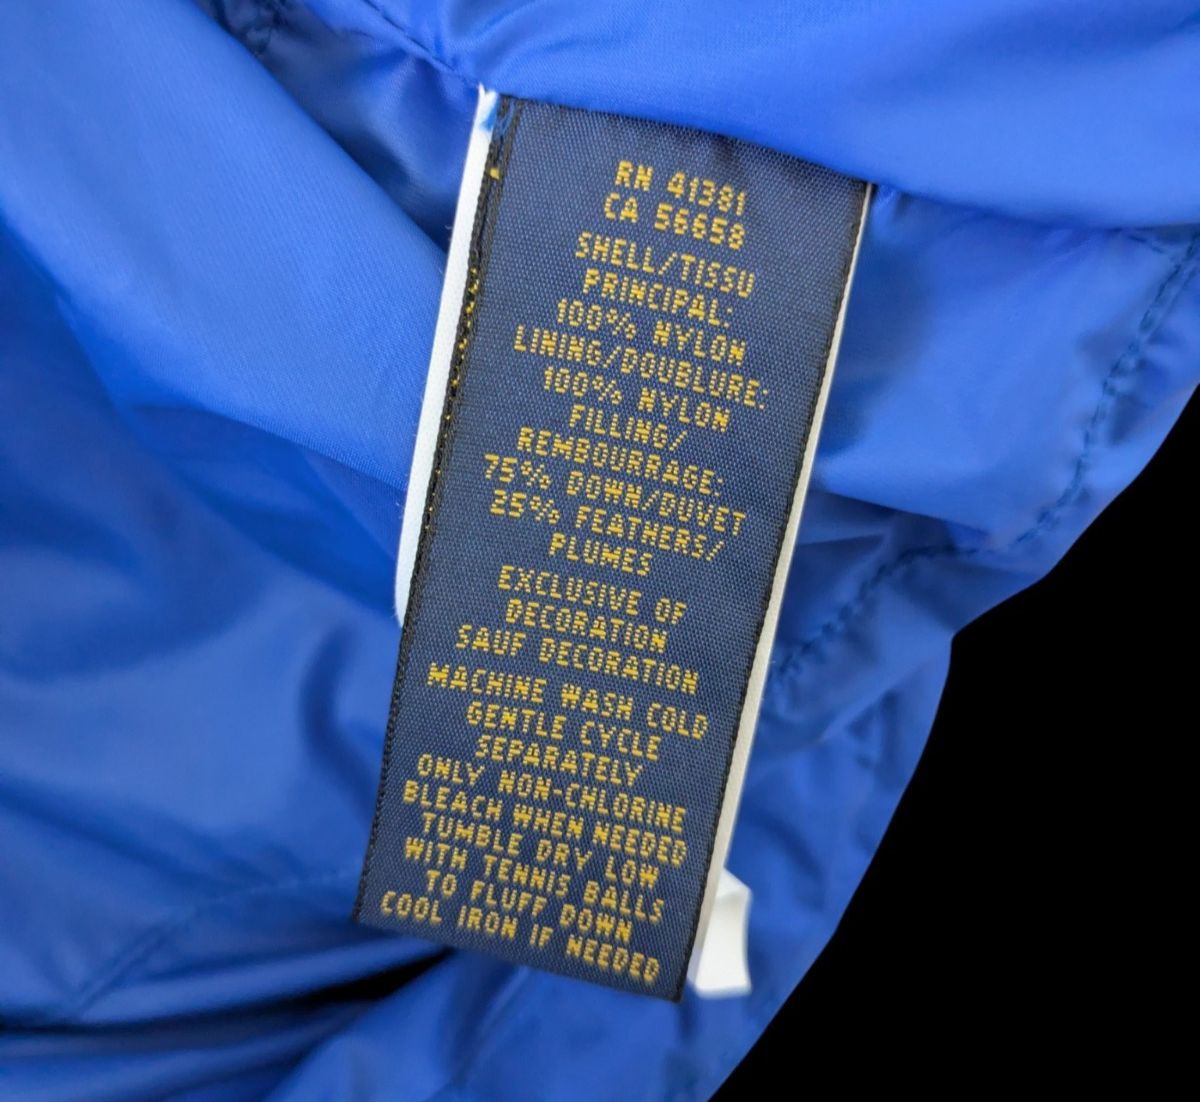 RN 41381
CA 56658
SHELL/TISSU
PRINCIPAL:
100% NYLON
LINING/DOUBLURE:
100% NYLON
FILLING/
REMBOURRAGE:
75% DOWN/DUVET
25% FEATHERS/
PLUMES
EXCLUSIVE OF
DECORATION
SAUF DECORATION
MACHINE WASH COLD
GENTLE CYCLE
SEPARATELY
ONLY NON-CHLORINE
BLEACH WHEN NEEDED
TUMBLE DRY LOW
WITH TENNIS BALLS
TO FLUFF DOWN
COOL IRON IF NEEDED